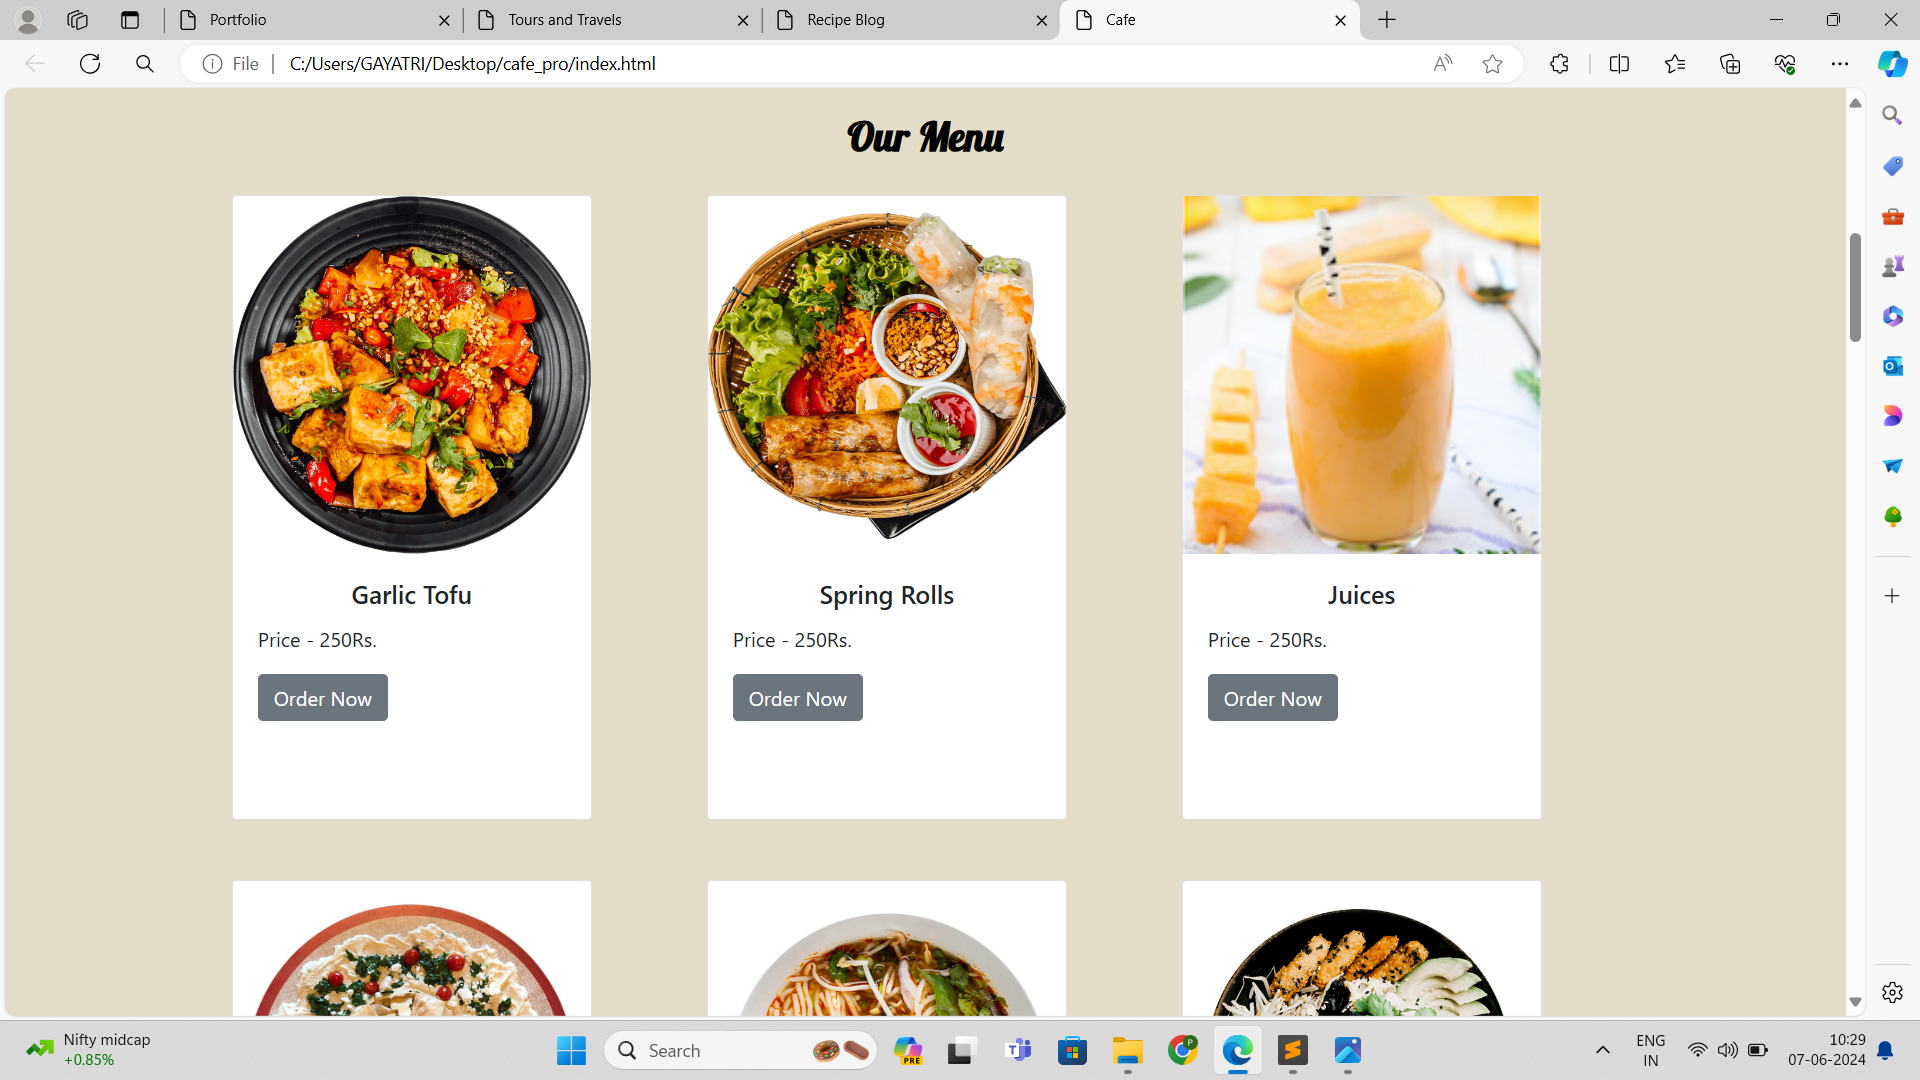 Portfolio
Tours and Travels
Recipe Blog
Cafe
File
C:/Users/GAYATRI/Desktop/cafe_pro/index.html
Our Menu
Garlic Tofu
Price - 250Rs.
Order Now
Spring Rolls
Price - 250Rs.
Order Now
Juices
Price - 250Rs.
Order Now
Nifty midcap
+0.85%
Search
PRE
ENG
IN
10:29
07-06-2024